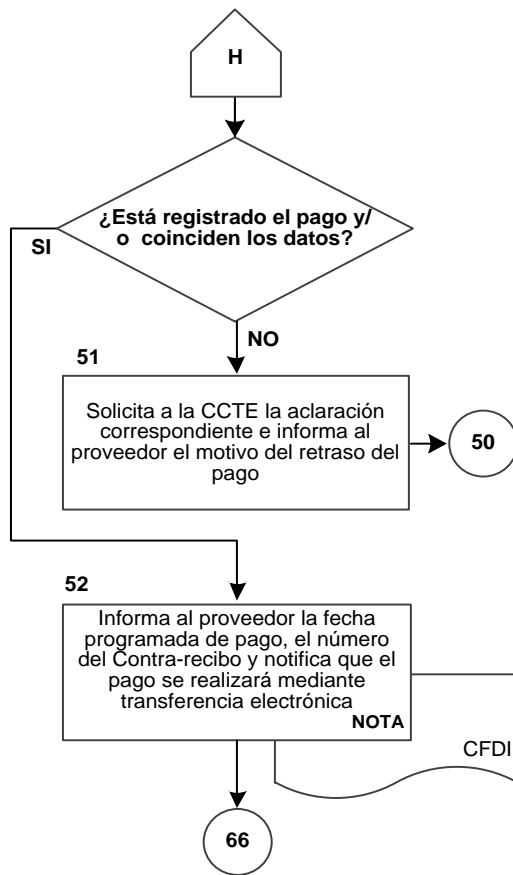 H
¿Está registrado el pago y/
o coinciden los datos?
SI
NO
51
Solicita a la CCTE la aclaración
correspondiente e informa al
proveedor el motivo del retraso del
pago
50
52
Informa al proveedor la fecha
programada de pago, el número
del Contra-recibo y notifica que el
pago se realizará mediante
transferencia electrónica
NOTA
CFDI
66